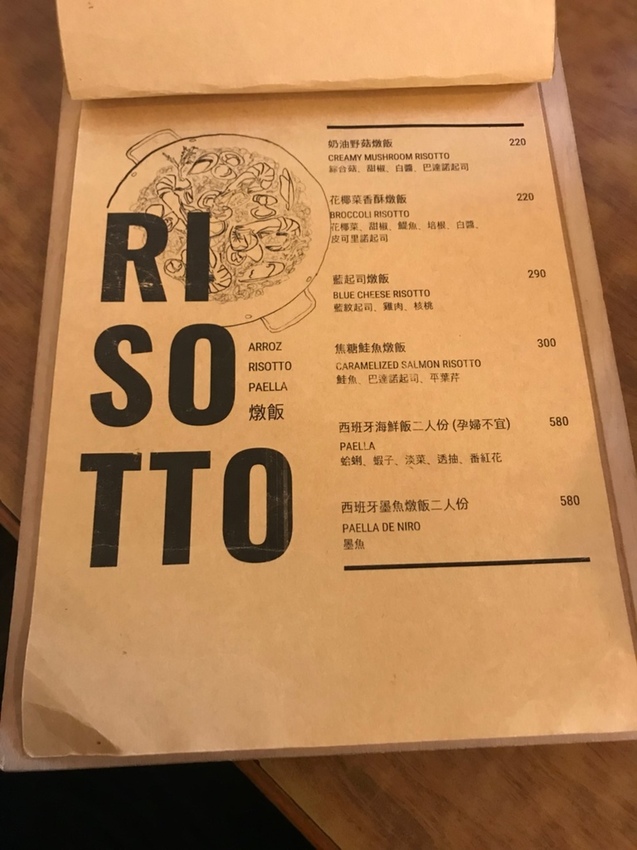 RI
SO
TTO
ARROZ
RISOTTO
PAELLA
燉飯
奶油野菇燉飯 220
CREAMY MUSHROOM RISOTTO
綜合菇、甜椒、白醬、巴達諾起司
花椰菜香酥燉飯 220
BROCCOLI RISOTTO
花椰菜、甜椒、鯷魚、培根、白醬、
皮可里諾起司
藍起司燉飯 290
BLUE CHEESE RISOTTO
藍紋起司、雞肉、核桃
焦糖鮭魚燉飯 300
CARAMELIZED SALMON RISOTTO
鮭魚、巴達諾起司、平葉芹
西班牙海鮮飯二人份 (孕婦不宜) 580
PAELLA
蛤蜊、蝦子、淡菜、透抽、番紅花
西班牙墨魚燉飯二人份 580
PAELLA DE NIRO
墨魚